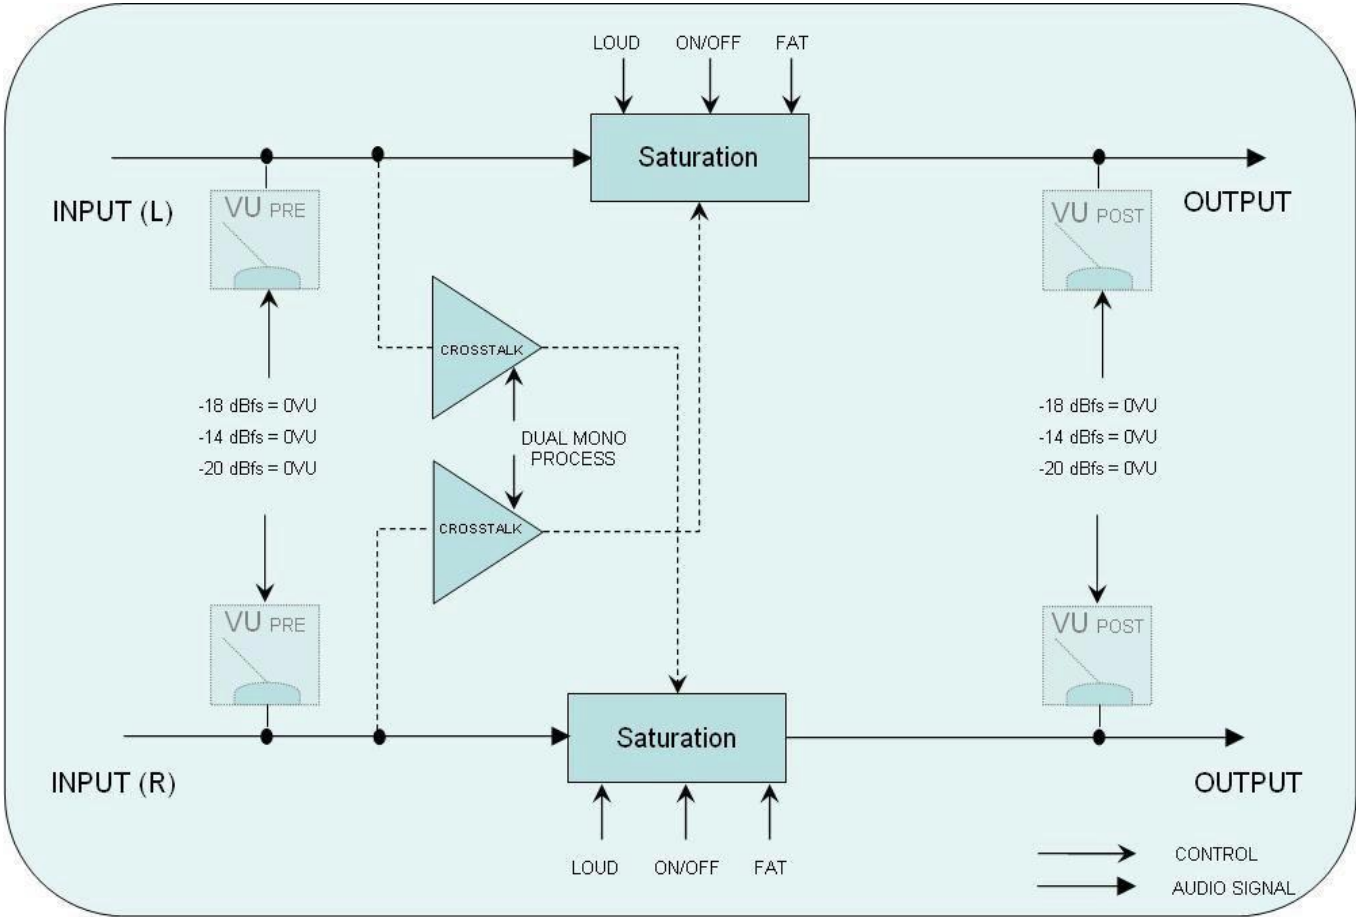 LOUD ON/OFF FAT
Saturation
INPUT (L)
VU PRE
VU POST
OUTPUT
CROSSTALK
-18 dBfs = 0VU
-14 dBfs = 0VU
-20 dBfs = 0VU
DUAL MONO
PROCESS
-18 dBfs = 0VU
-14 dBfs = 0VU
-20 dBfs = 0VU
CROSSTALK
VU PRE
VU POST
Saturation
INPUT (R)
OUTPUT
LOUD ON/OFF FAT
CONTROL
AUDIO SIGNAL